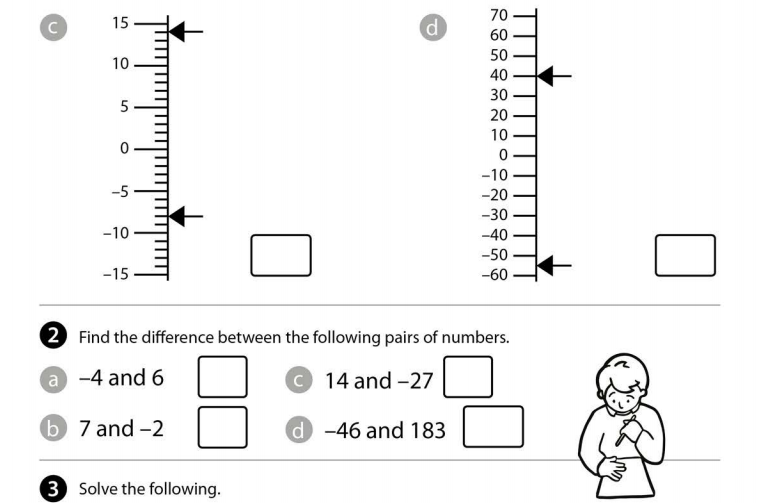 c
15
10
5
0
–5
–10
–15
d
70
60
50
40
30
20
10
0
–10
–20
–30
–40
–50
–60
2 Find the difference between the following pairs of numbers.
a –4 and 6
c 14 and –27
b 7 and –2
d –46 and 183
3 Solve the following.